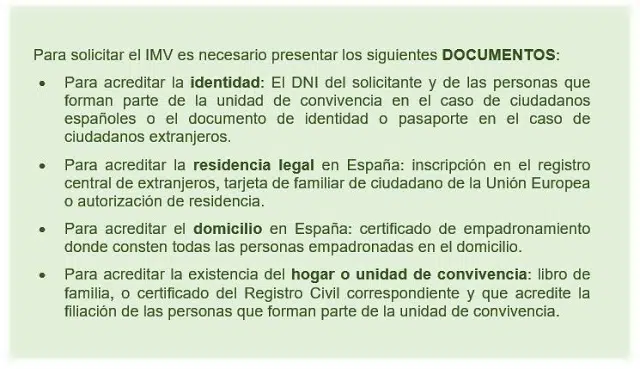 Para solicitar el IMV es necesario presentar los siguientes DOCUMENTOS:
• Para acreditar la identidad: El DNI del solicitante y de las personas que
forman parte de la unidad de convivencia en el caso de ciudadanos
españoles o el documento de identidad o pasaporte en el caso de
ciudadanos extranjeros.
• Para acreditar la residencia legal en España: inscripción en el registro
central de extranjeros, tarjeta de familiar de ciudadano de la Unión Europea
o autorización de residencia.
• Para acreditar el domicilio en España: certificado de empadronamiento
donde consten todas las personas empadronadas en el domicilio.
• Para acreditar la existencia del hogar o unidad de convivencia: libro de
familia, o certificado del Registro Civil correspondiente y que acredite la
filiación de las personas que forman parte de la unidad de convivencia.